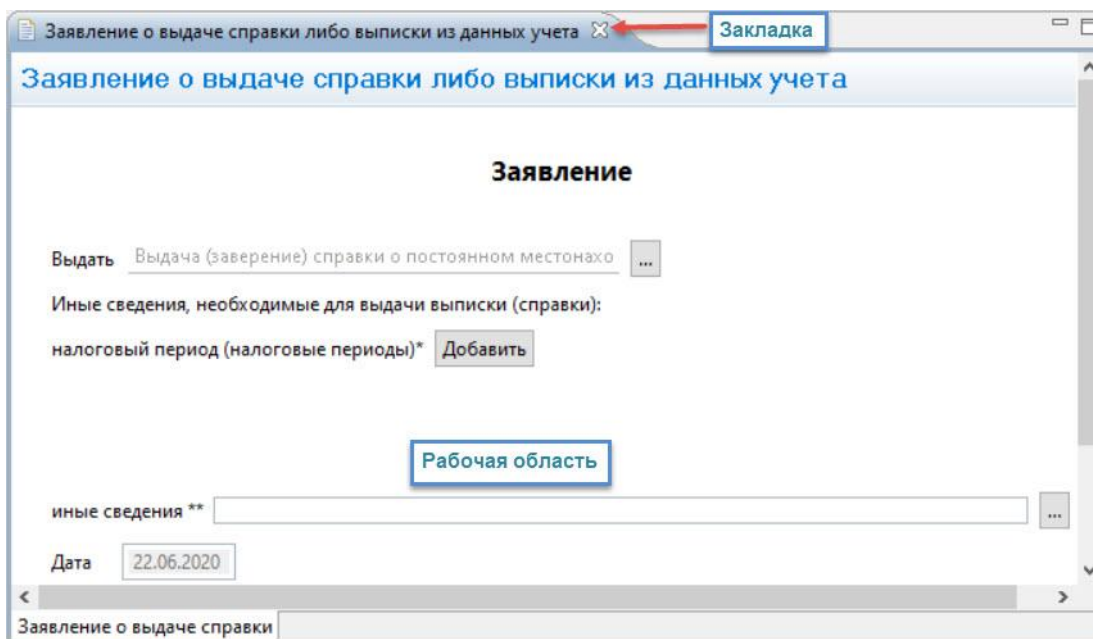 Заявление о выдаче справки либо выписки из данных учета
Закладка
Заявление о выдаче справки либо выписки из данных учета
Заявление
Выдать Выдача (заверение) справки о постоянном местонахо ...
Иные сведения, необходимые для выдачи выписки (справки):
налоговый период (налоговые периоды)* Добавить
Рабочая область
иные сведения ** ...
Дата 22.06.2020
Заявление о выдаче справки